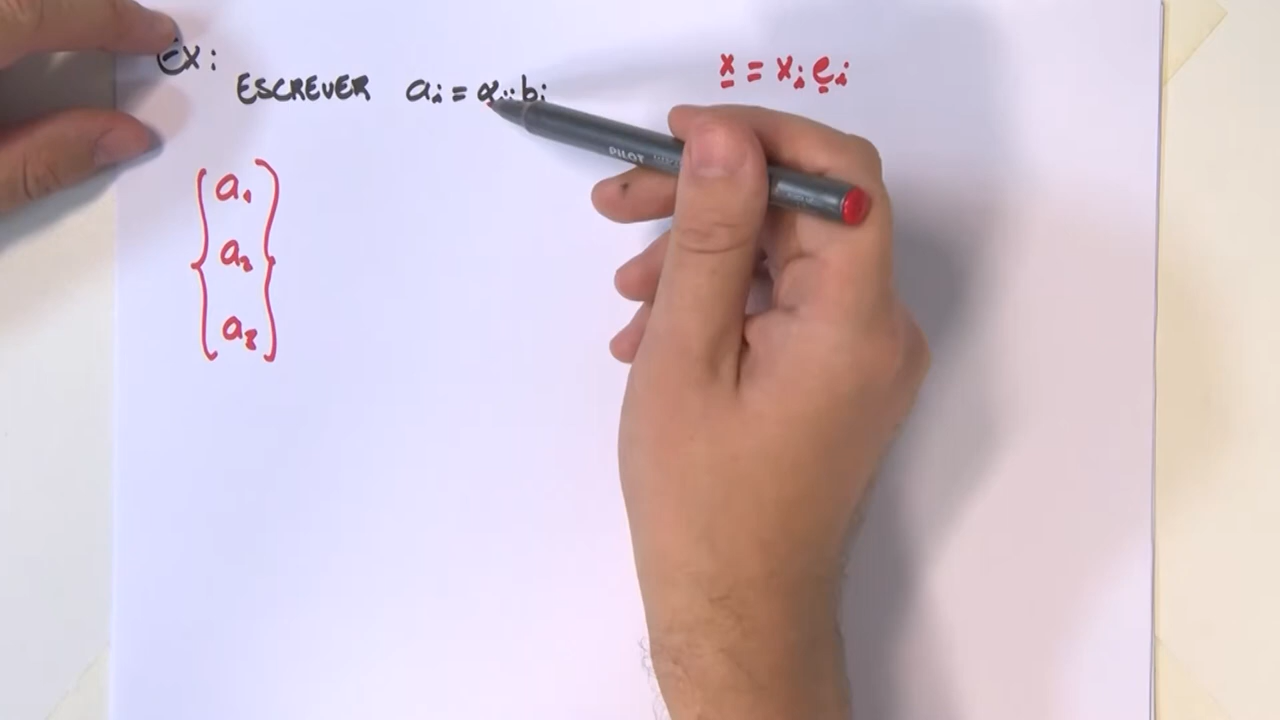 Ex:
ESCREVER ai = αij bj
x = xi ei
a1
a2
a3
PILOT